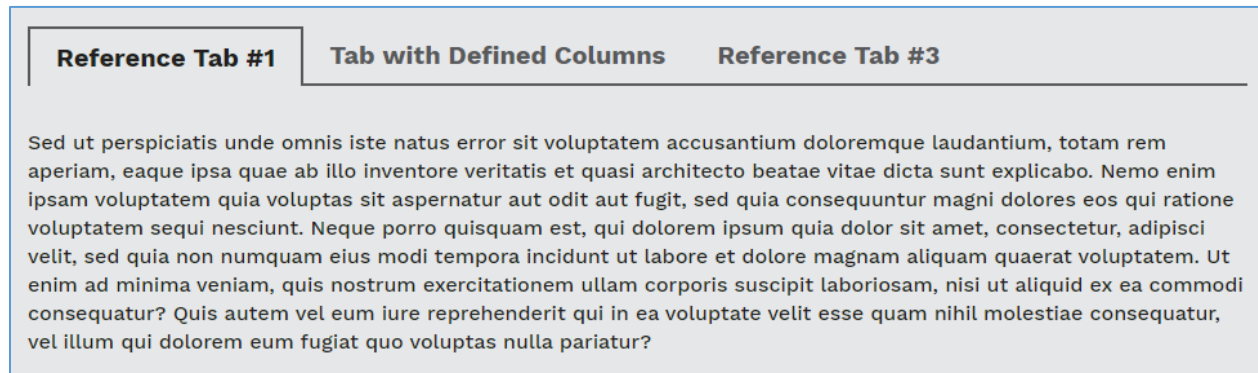 Reference Tab #1 Tab with Defined Columns Reference Tab #3
Sed ut perspiciatis unde omnis iste natus error sit voluptatem accusantium doloremque laudantium, totam rem
aperiam, eaque ipsa quae ab illo inventore veritatis et quasi architecto beatae vitae dicta sunt explicabo. Nemo enim
ipsam voluptatem quia voluptas sit aspernatur aut odit aut fugit, sed quia consequuntur magni dolores eos qui ratione
voluptatem sequi nesciunt. Neque porro quisquam est, qui dolorem ipsum quia dolor sit amet, consectetur, adipisci
velit, sed quia non numquam eius modi tempora incidunt ut labore et dolore magnam aliquam quaerat voluptatem. Ut
enim ad minima veniam, quis nostrum exercitationem ullam corporis suscipit laboriosam, nisi ut aliquid ex ea commodi
consequatur? Quis autem vel eum iure reprehenderit qui in ea voluptate velit esse quam nihil molestiae consequatur,
vel illum qui dolorem eum fugiat quo voluptas nulla pariatur?